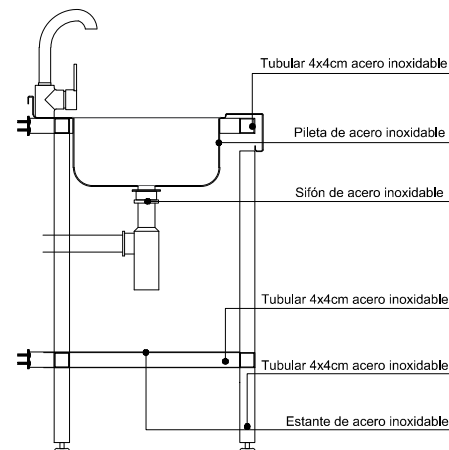 Tubular 4x4cm acero inoxidable
Pileta de acero inoxidable
Sifón de acero inoxidable
Tubular 4x4cm acero inoxidable
Tubular 4x4cm acero inoxidable
Estante de acero inoxidable